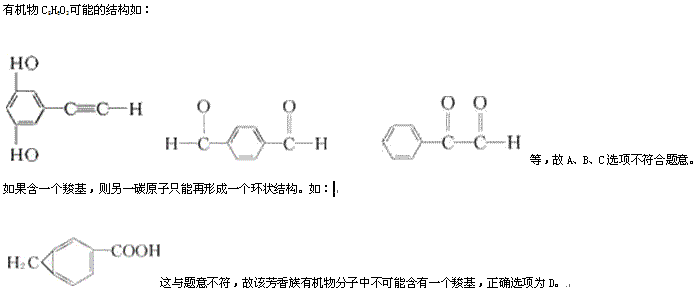 有机物 C₈H₆O₂可能的结构如：
HO
C≡C—H
HO
O O
H—C C—H
O O
C—C—H
等，故 A、B、C 选项不符合题意。
如果含一个羧基，则另一碳原子只能再形成一个环状结构。如：
H₂C COOH
这与题意不符，故该芳香族有机物分子中不可能含有一个羧基，正确选项为 D。